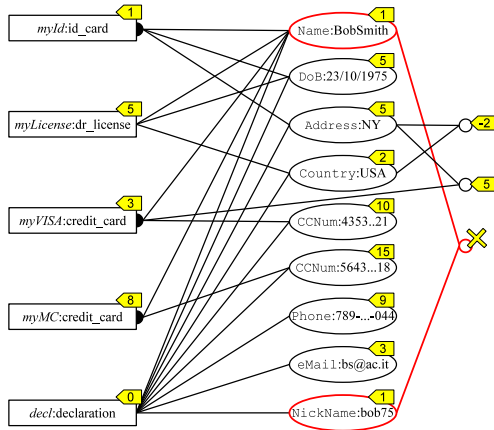 1
myId:id_card
5
myLicense:dr_license
3
myVISA:credit_card
8
myMC:credit_card
0
decl:declaration
1
Name:BobSmith
5
DoB:23/10/1975
5
Address:NY
2
Country:USA
10
CCNum:4353..21
15
CCNum:5643...18
9
Phone:789-...-044
3
eMail:bs@ac.it
1
NickName:bob75
-2
5